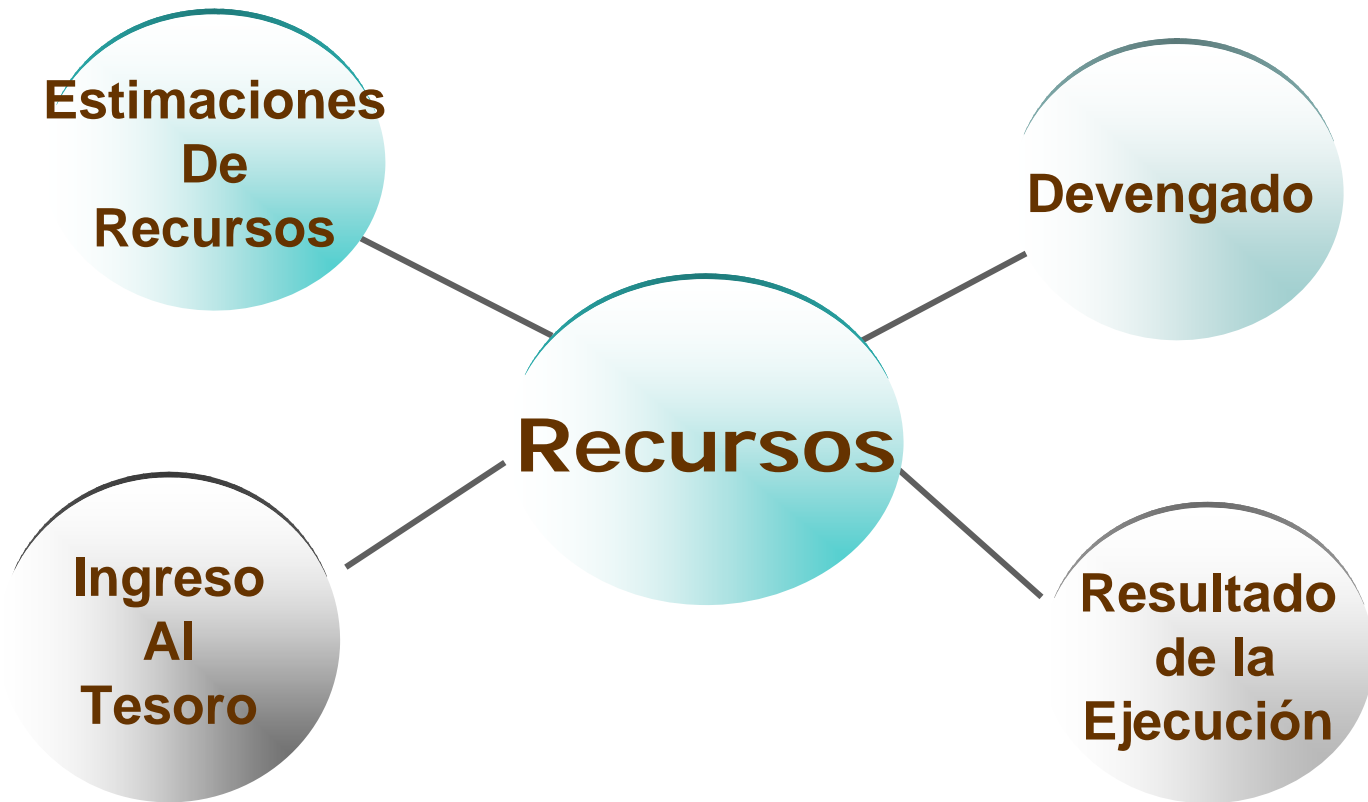 Estimaciones
De
Recursos
Devengado
Recursos
Ingreso
Al
Tesoro
Resultado
de la
Ejecución